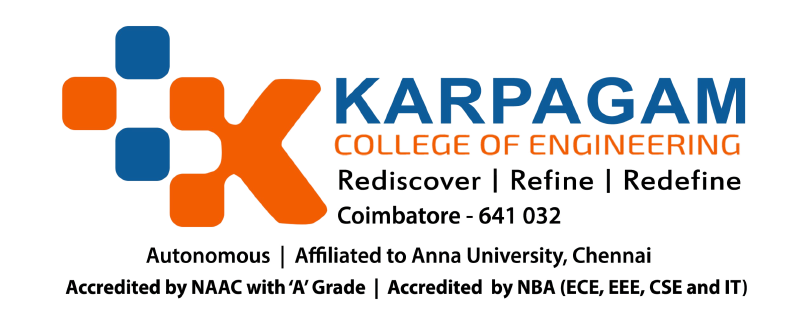 KARPAGAM
COLLEGE OF ENGINEERING
Rediscover | Refine | Redefine
Coimbatore - 641 032
Autonomous | Affiliated to Anna University, Chennai
Accredited by NAAC with ‘A’ Grade | Accredited by NBA (ECE, EEE, CSE and IT)